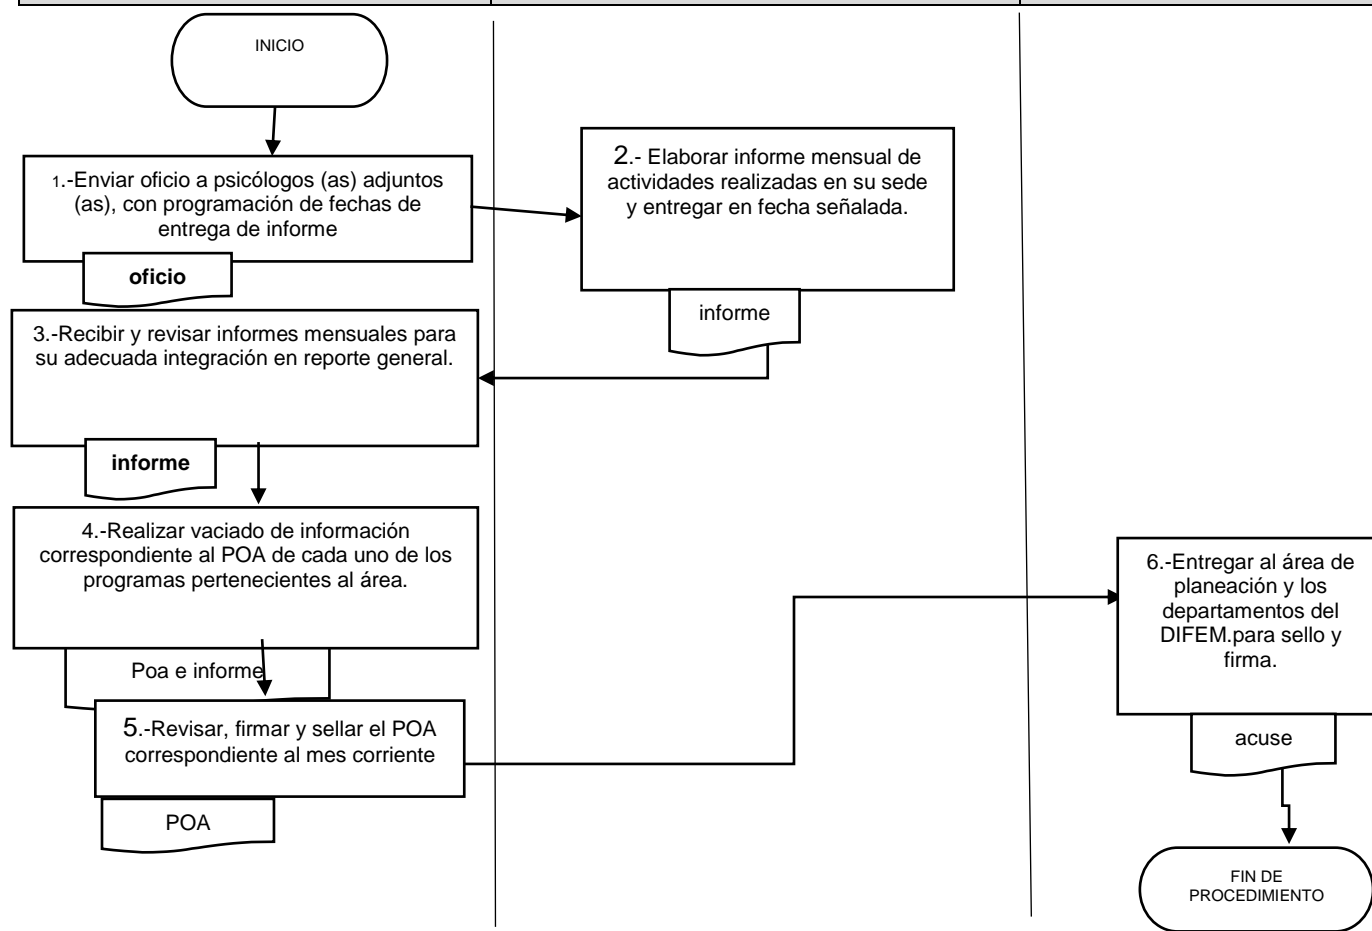 INICIO
1.-Enviar oficio a psicólogos (as) adjuntos
(as), con programación de fechas de
entrega de informe
oficio
2.- Elaborar informe mensual de
actividades realizadas en su sede
y entregar en fecha señalada.
informe
3.-Recibir y revisar informes mensuales para
su adecuada integración en reporte general.
informe
4.-Realizar vaciado de información
correspondiente al POA de cada uno de los
programas pertenecientes al área.
Poa e informe
5.-Revisar, firmar y sellar el POA
correspondiente al mes corriente
POA
6.-Entregar al área de
planeación y los
departamentos del
DIFEM.para sello y
firma.
acuse
FIN DE
PROCEDIMIENTO